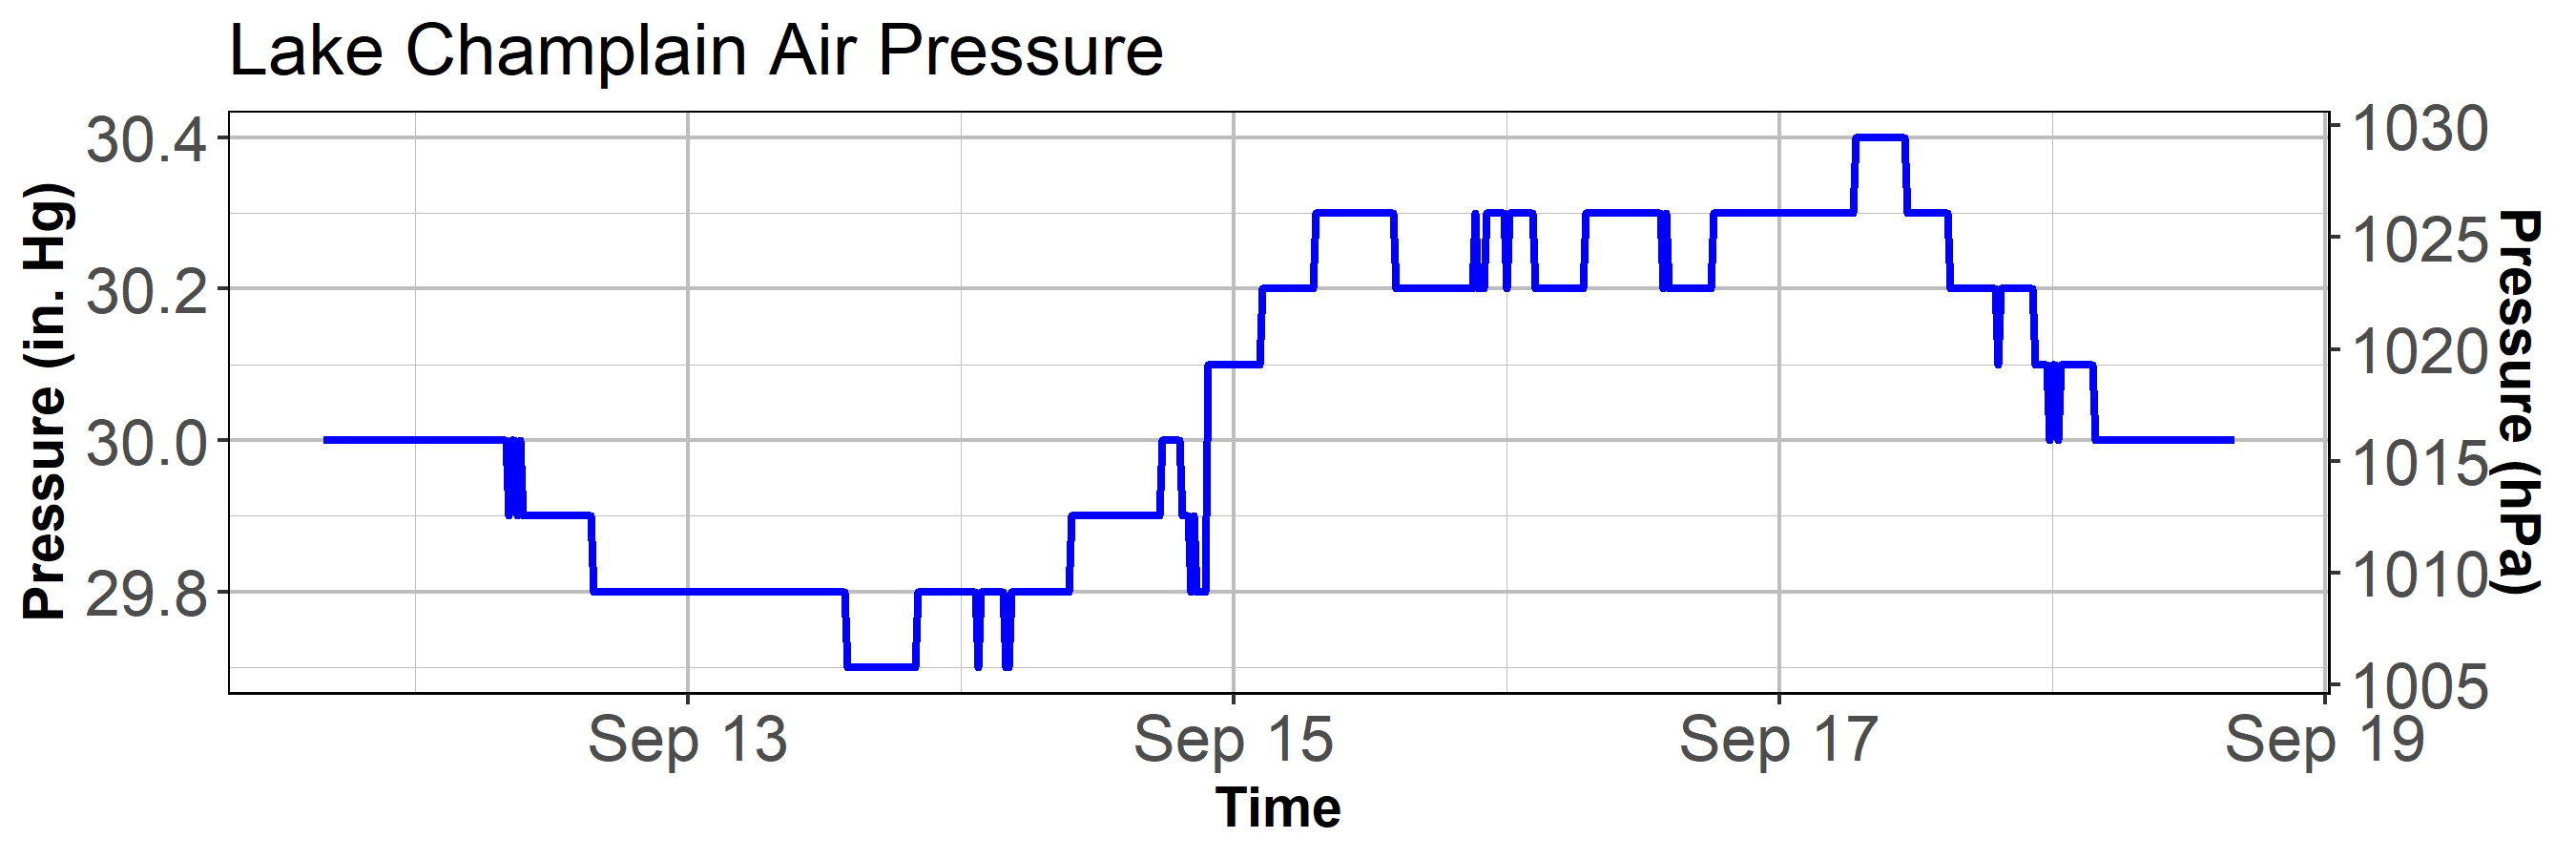 Lake Champlain Air Pressure
30.4
30.2
30.0
29.8
Pressure (in. Hg)
1030
1025
1020
1015
1010
1005
Pressure (hPa)
Sep 13
Sep 15
Sep 17
Sep 19
Time